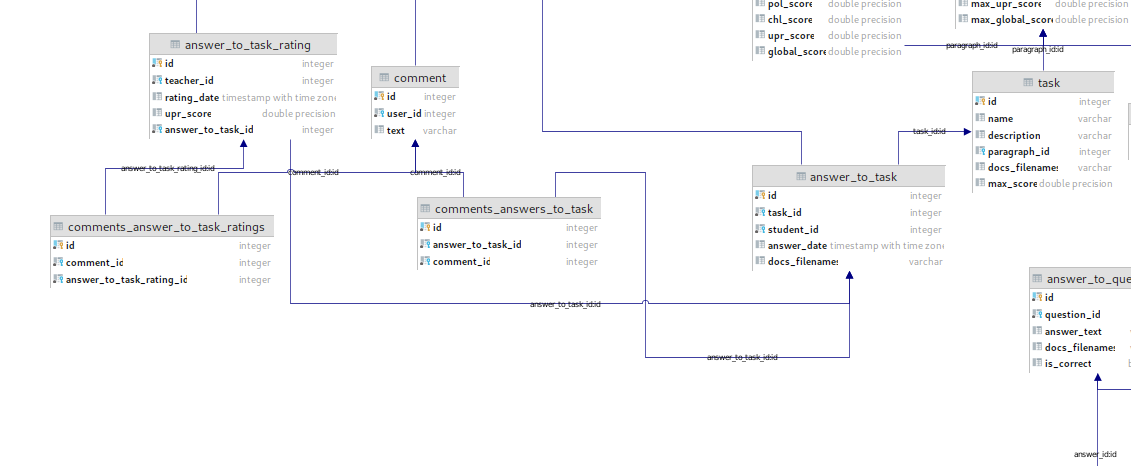 pol_score double precision
chl_score double precision
upr_score double precision
global_score double precision
max_upr_score double precision
max_global_score double precision
paragraph_id:id
paragraph_id:id
answer_to_task_rating
id integer
teacher_id integer
rating_date timestamp with time zone
upr_score double precision
answer_to_task_id integer
comment
id integer
user_id integer
text varchar
task
id integer
name varchar
description varchar
paragraph_id integer
docs_filenames varchar
max_score double precision
task_id:id
answer_to_task_rating_id:id
comment_id:id
comment_id:id
answer_to_task
id integer
task_id integer
student_id integer
answer_date timestamp with time zone
docs_filenames varchar
comments_answer_to_task_ratings
id integer
comment_id integer
answer_to_task_rating_id integer
comments_answers_to_task
id integer
answer_to_task_id integer
comment_id integer
answer_to_que
id
question_id
answer_text
docs_filenames
is_correct
answer_to_task_id:id
answer_to_task_id:id
answer_id:id